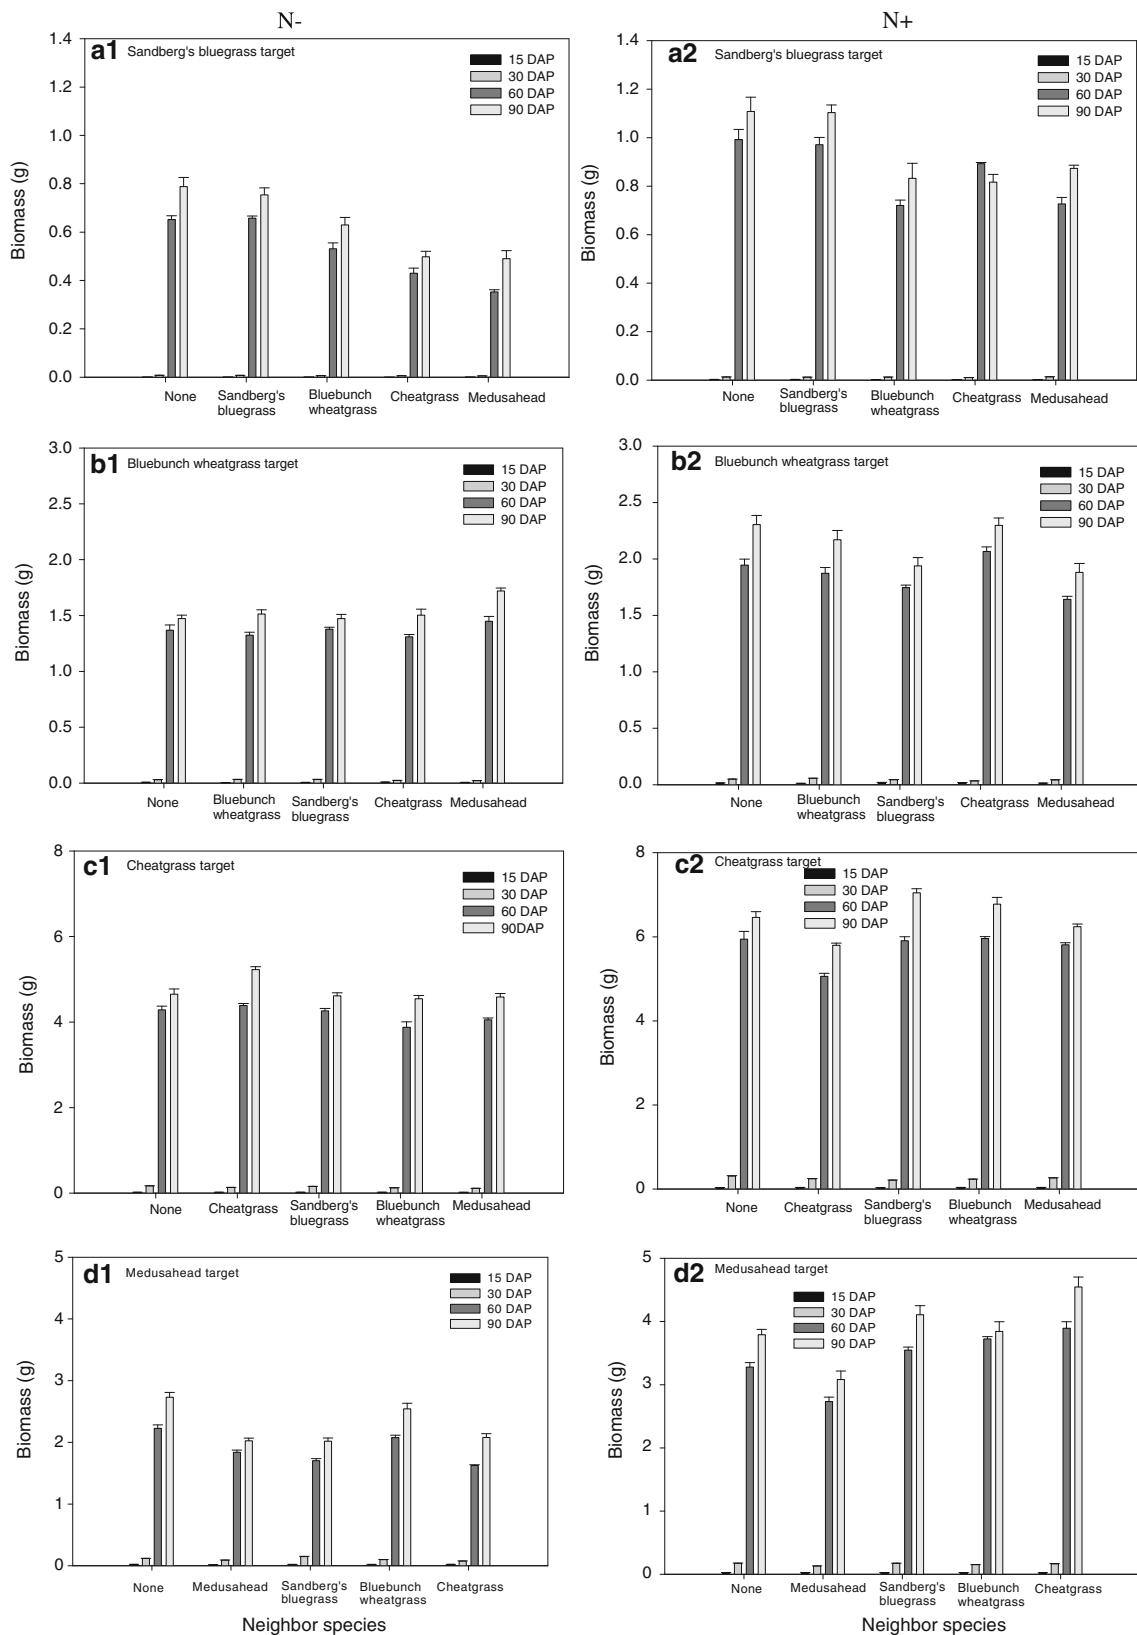 N-
N+
a1 Sandberg's bluegrass target
15 DAP
30 DAP
60 DAP
90 DAP
1.4
1.2
1.0
0.8
0.6
0.4
0.2
0.0
Biomass (g)
None
Sandberg's
bluegrass
Bluebunch
wheatgrass
Cheatgrass
Medusahead
a2 Sandberg's bluegrass target
15 DAP
30 DAP
60 DAP
90 DAP
1.4
1.2
1.0
0.8
0.6
0.4
0.2
0.0
Biomass (g)
None
Sandberg's
bluegrass
Bluebunch
wheatgrass
Cheatgrass
Medusahead
b1 Bluebunch wheatgrass target
15 DAP
30 DAP
60 DAP
90 DAP
3.0
2.5
2.0
1.5
1.0
0.5
0.0
Biomass (g)
None
Bluebunch
wheatgrass
Sandberg's
bluegrass
Cheatgrass
Medusahead
b2 Bluebunch wheatgrass target
15 DAP
30 DAP
60 DAP
90 DAP
3.0
2.5
2.0
1.5
1.0
0.5
0.0
Biomass (g)
None
Bluebunch
wheatgrass
Sandberg's
bluegrass
Cheatgrass
Medusahead
c1 Cheatgrass target
15 DAP
30 DAP
60 DAP
90DAP
8
6
4
2
0
Biomass (g)
None
Cheatgrass
Sandberg's
bluegrass
Bluebunch
wheatgrass
Medusahead
c2 Cheatgrass target
15 DAP
30 DAP
60 DAP
90 DAP
8
6
4
2
0
Biomass (g)
None
Cheatgrass
Sandberg's
bluegrass
Bluebunch
wheatgrass
Medusahead
d1 Medusahead target
15 DAP
30 DAP
60 DAP
90 DAP
5
4
3
2
1
0
Biomass (g)
None
Medusahead
Sandberg's
bluegrass
Bluebunch
wheatgrass
Cheatgrass
Neighbor species
d2 Medusahead target
15 DAP
30 DAP
60 DAP
90 DAP
5
4
3
2
1
0
Biomass (g)
None
Medusahead
Sandberg's
bluegrass
Bluebunch
wheatgrass
Cheatgrass
Neighbor species